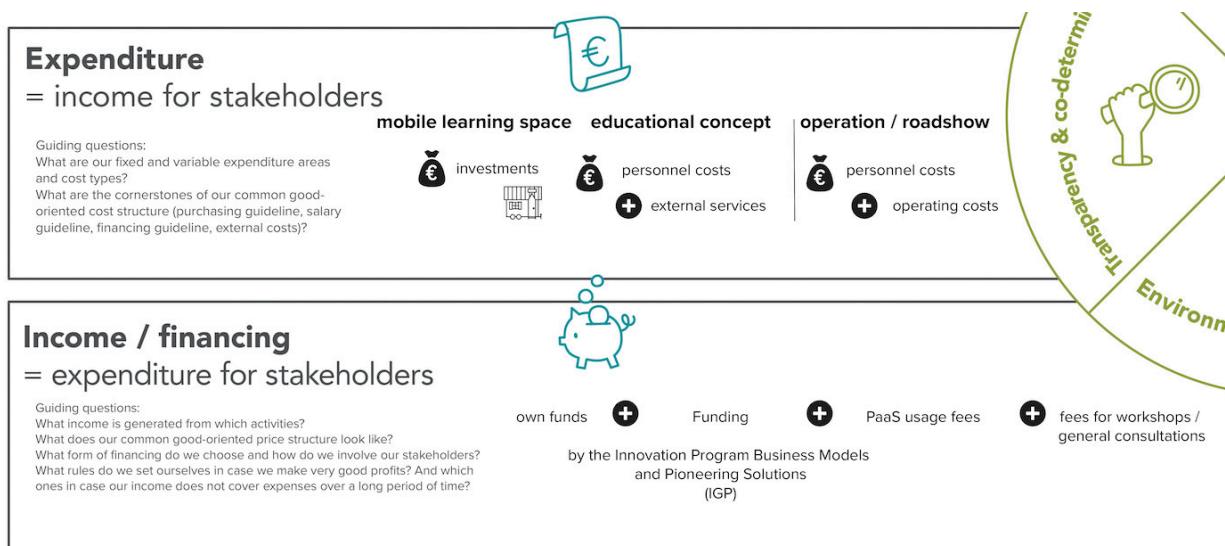 Expenditure
= income for stakeholders
Guiding questions:
What are our fixed and variable expenditure areas
and cost types?
What are the cornerstones of our common good-
oriented cost structure (purchasing guideline, salary
guideline, financing guideline, external costs)?
€
mobile learning space
€ investments
educational concept
€ personnel costs
+ external services
operation / roadshow
€ personnel costs
+ operating costs
Transparency & co-determin
Environm
Income / financing
= expenditure for stakeholders
Guiding questions:
What income is generated from which activities?
What does our common good-oriented price structure look like?
What form of financing do we choose and how do we involve our stakeholders?
What rules do we set ourselves in case we make very good profits? And which
ones in case our income does not cover expenses over a long period of time?
own funds + Funding + PaaS usage fees + fees for workshops /
general consultations
by the Innovation Program Business Models
and Pioneering Solutions
(IGP)